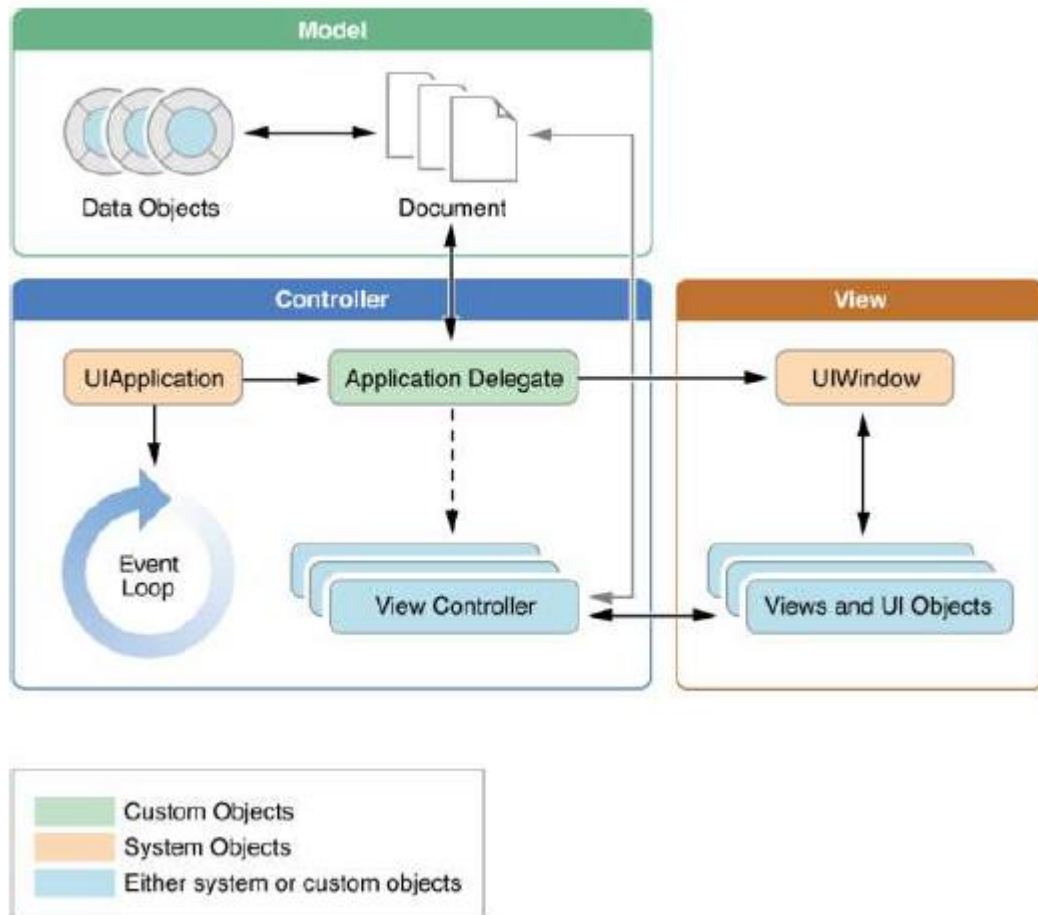 Model
Data Objects
Document
Controller
View
UIApplication
Application Delegate
UIWindow
Event
Loop
View Controller
Views and UI Objects
Custom Objects
System Objects
Either system or custom objects